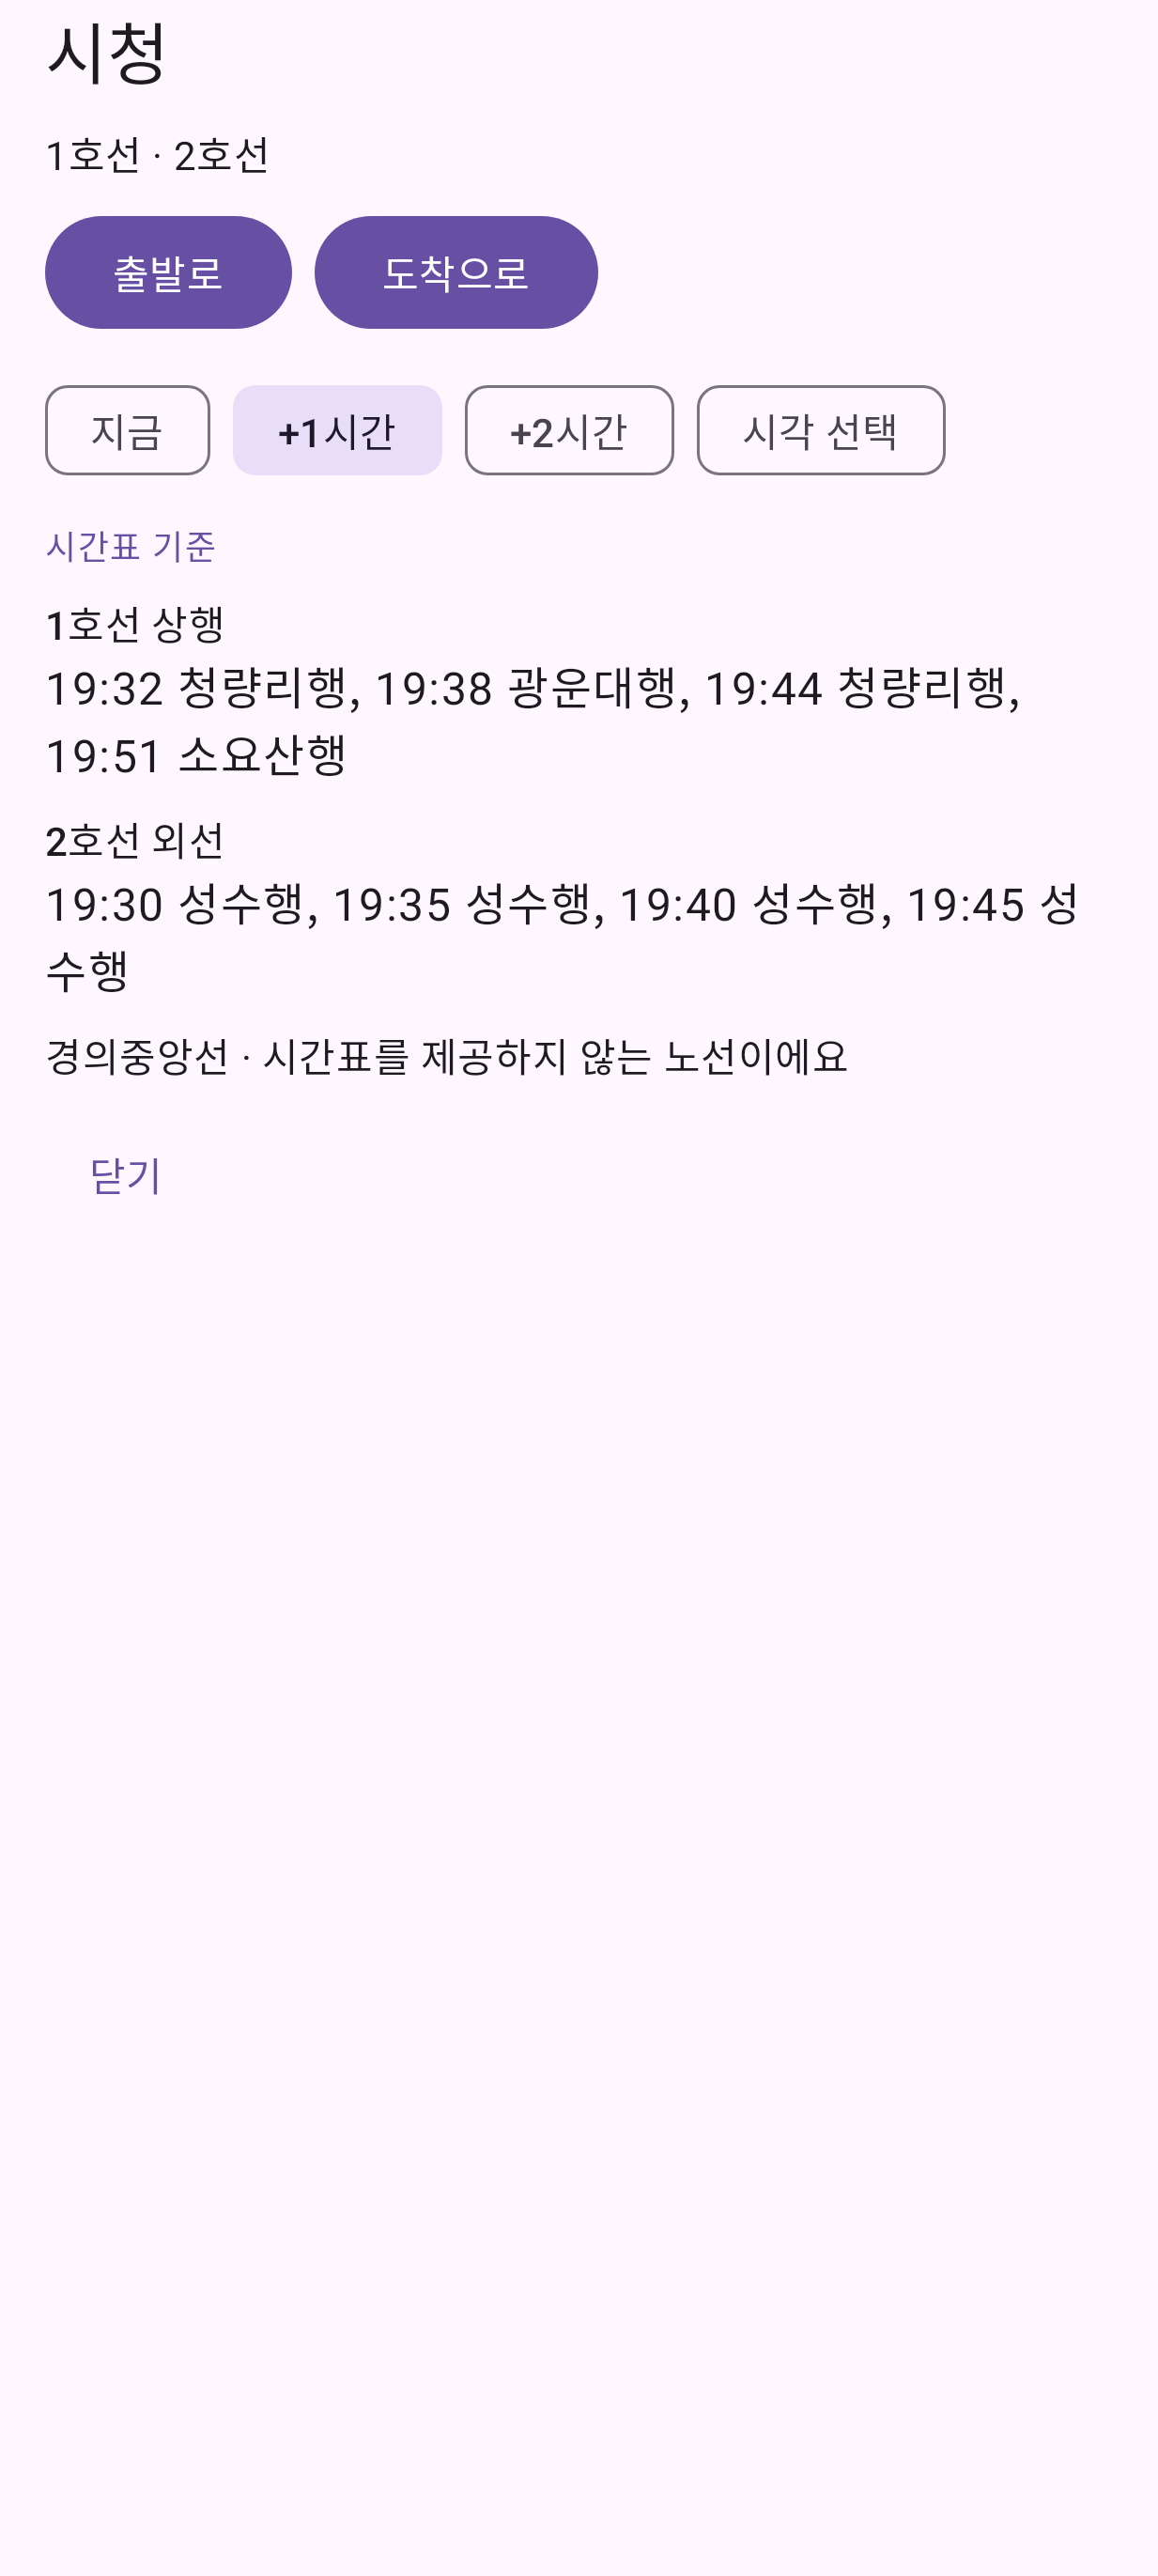 시청
1호선 · 2호선
출발로 도착으로
지금 +1시간 +2시간 시각 선택
시간표 기준
1호선 상행
19:32 청량리행, 19:38 광운대행, 19:44 청량리행,
19:51 소요산행
2호선 외선
19:30 성수행, 19:35 성수행, 19:40 성수행, 19:45 성
수행
경의중앙선 · 시간표를 제공하지 않는 노선이에요
닫기